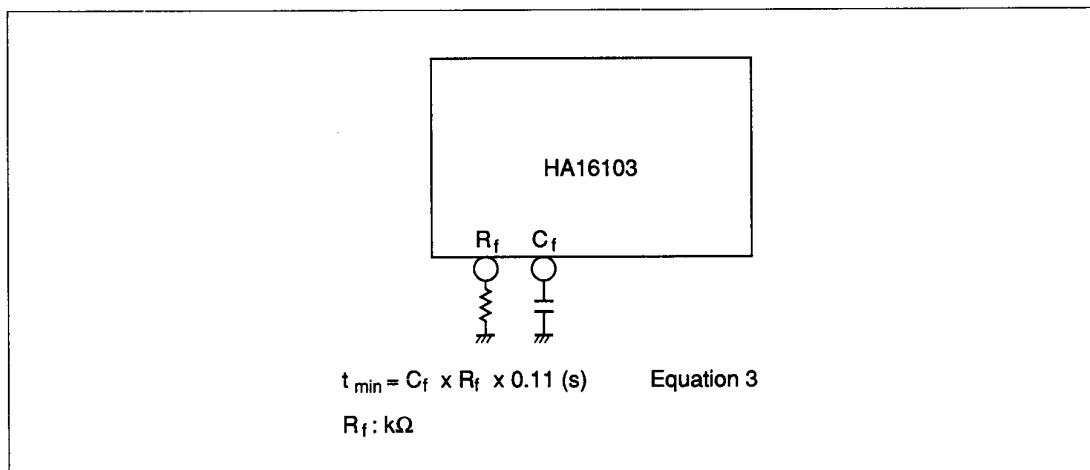 HA16103
Rf Cf
t min = Cf x Rf x 0.11 (s) Equation 3
Rf : kΩ